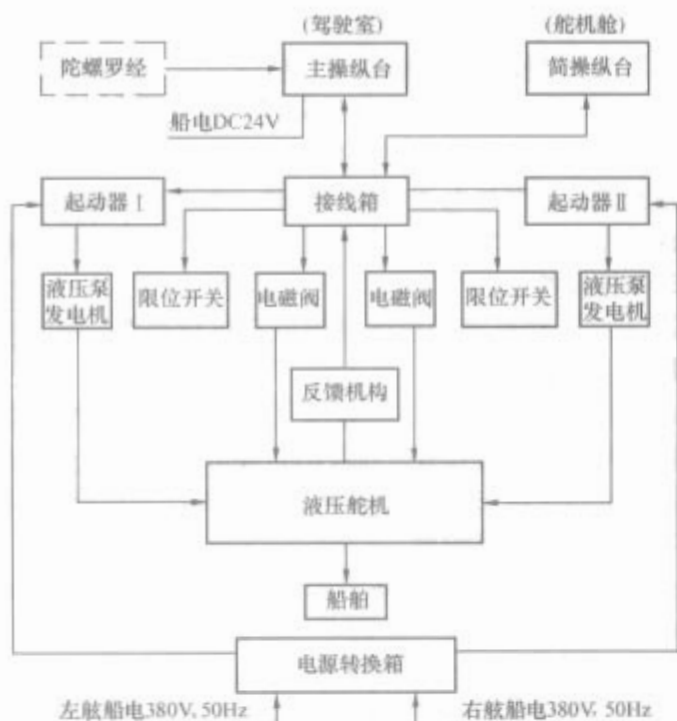 (驾驶室)
(舵机舱)
陀螺罗经
主操纵台
简操纵台
船电DC24V
起动器Ⅰ
接线箱
起动器Ⅱ
液压泵
发电机
限位开关
电磁阀
电磁阀
限位开关
液压泵
发电机
反馈机构
液压舵机
船舶
电源转换箱
左舷船电380V, 50Hz
右舷船电380V, 50Hz